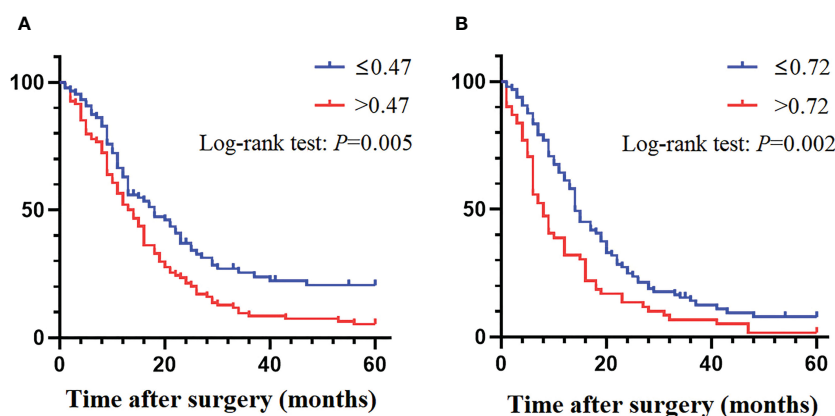 A
≤0.47
>0.47
Log-rank test: P=0.005
100
50
0
0 20 40 60
Time after surgery (months)
B
≤0.72
>0.72
Log-rank test: P=0.002
100
50
0
0 20 40 60
Time after surgery (months)